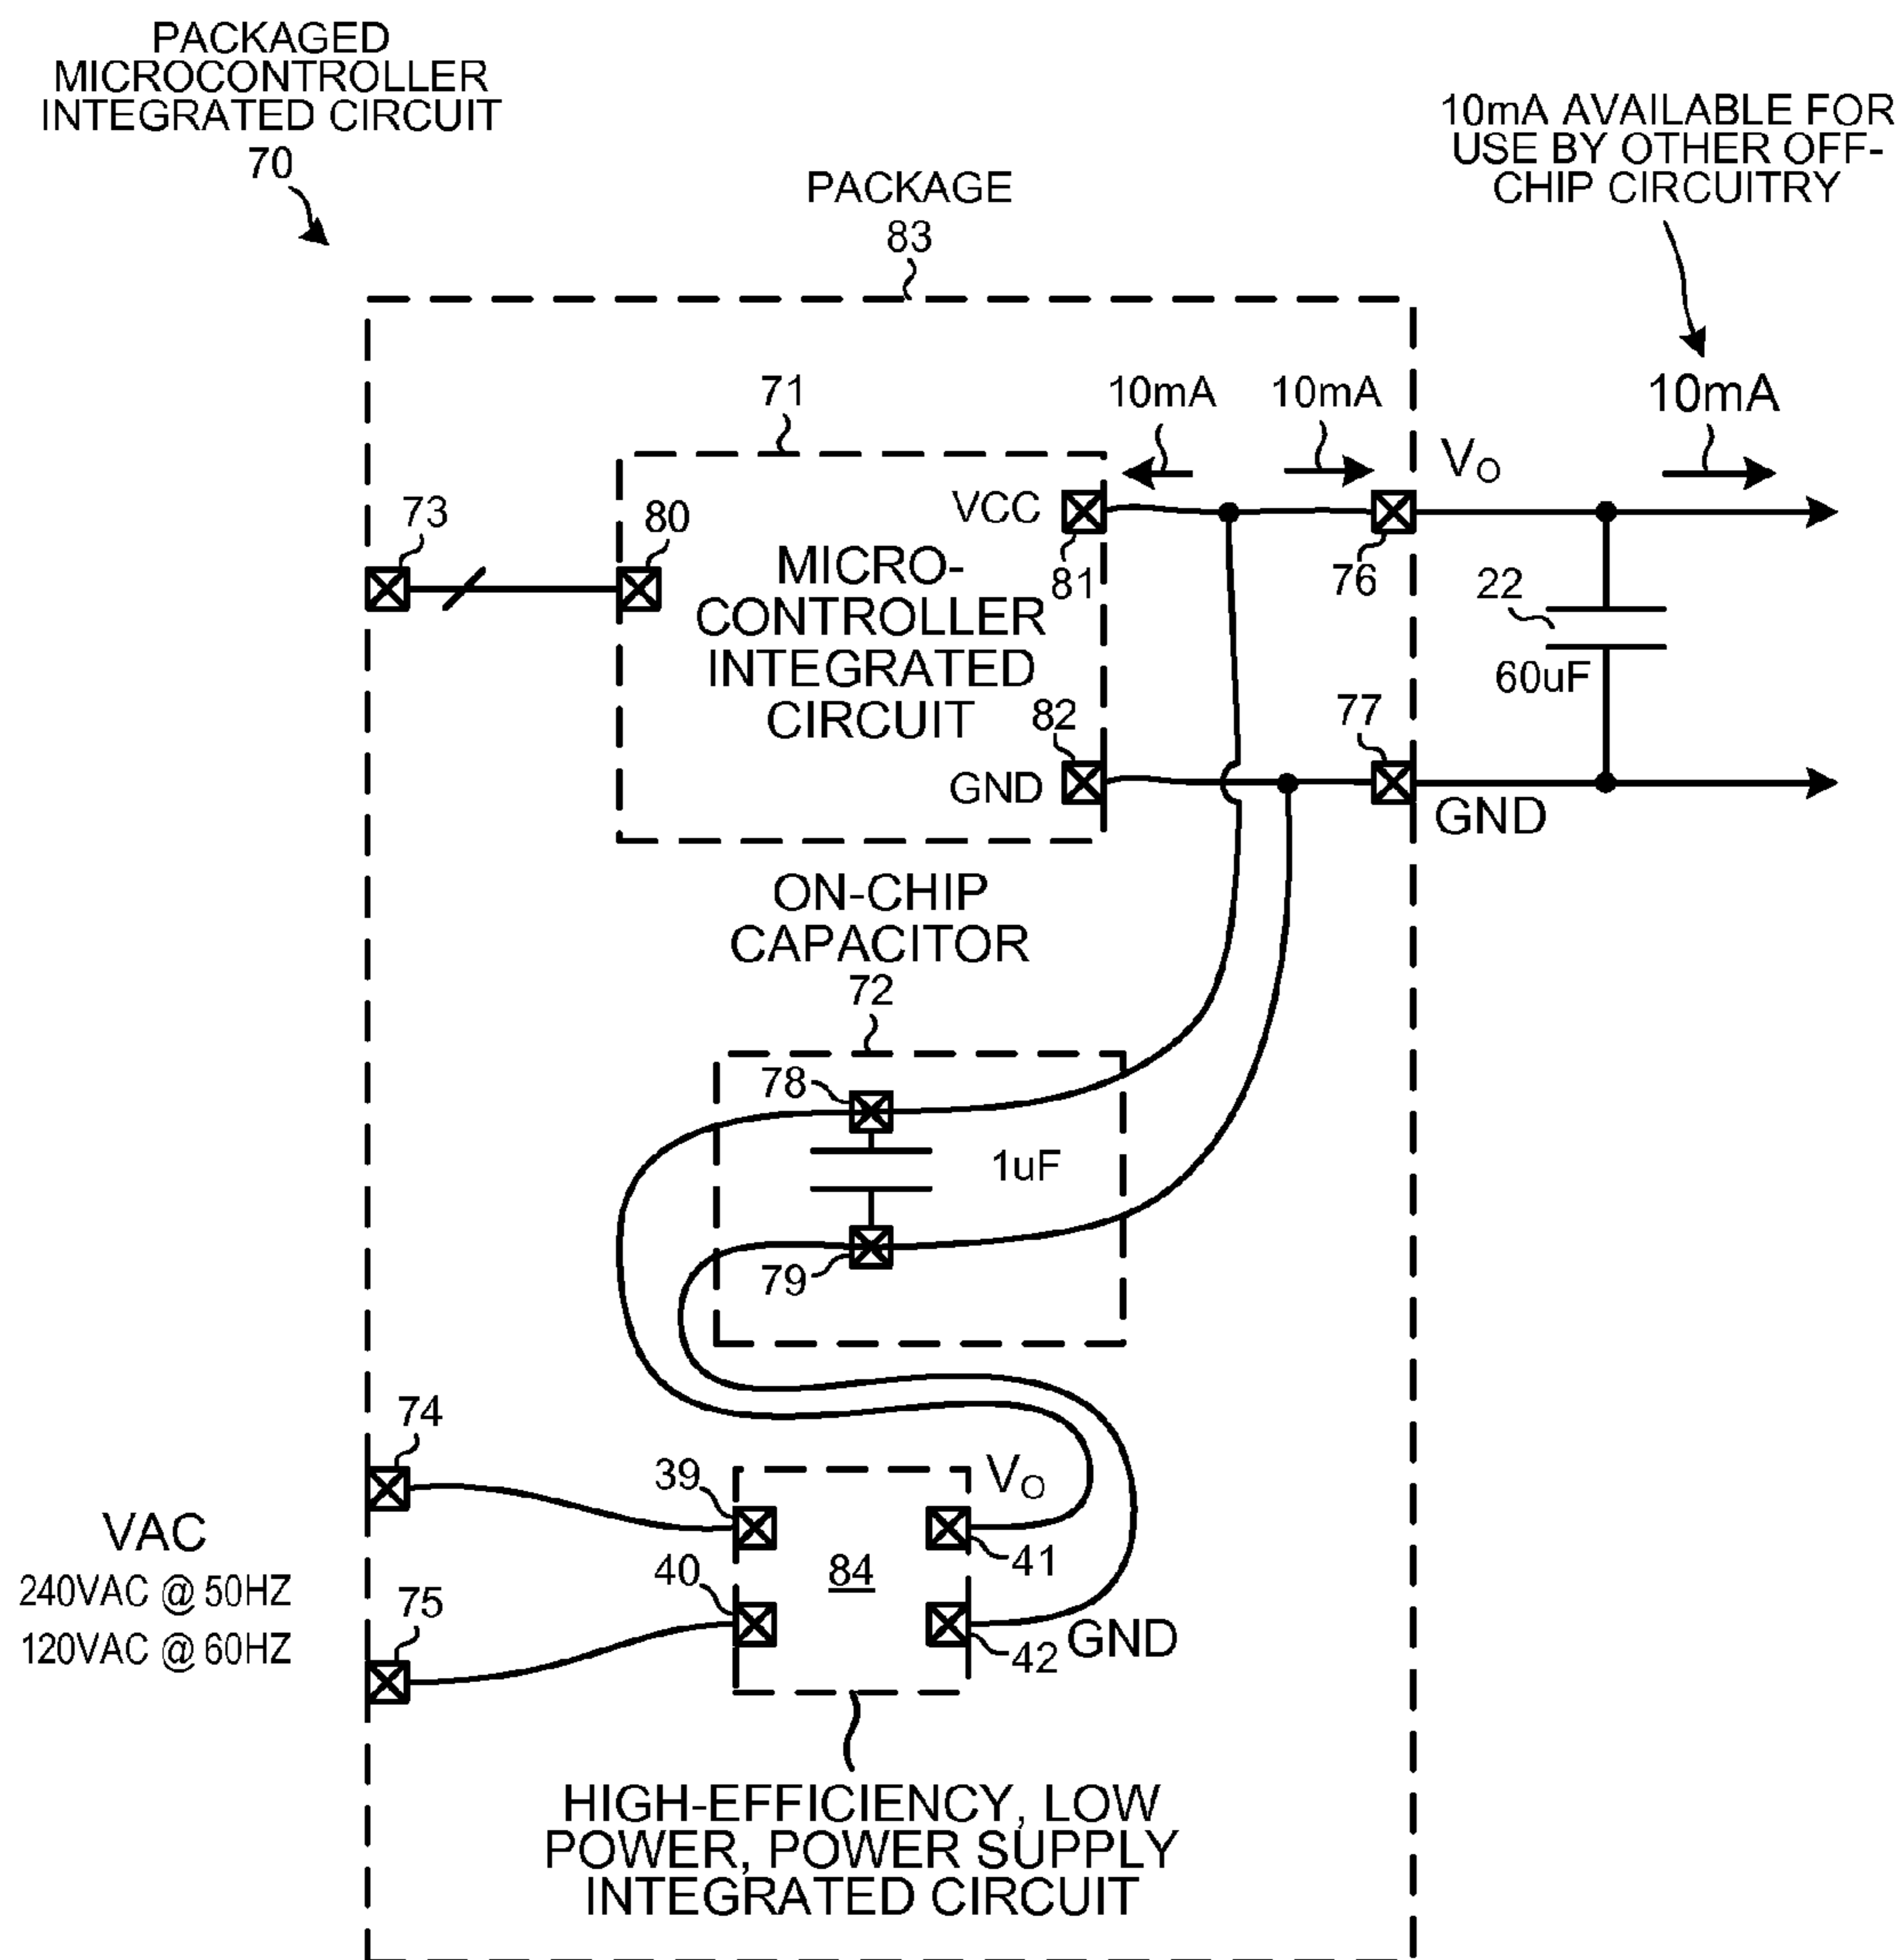 PACKAGED
MICROCONTROLLER
INTEGRATED CIRCUIT
70
PACKAGE
83
10mA AVAILABLE FOR
USE BY OTHER OFF-
CHIP CIRCUITRY
71
10mA
10mA
10mA
VO
73
80
VCC
81
76
22
60uF
MICRO-
CONTROLLER
INTEGRATED
CIRCUIT
82
GND
77
GND
ON-CHIP
CAPACITOR
72
78
1uF
79
74
39
VO
VAC
240VAC @ 50HZ
120VAC @ 60HZ
75
40
84
41
42
GND
HIGH-EFFICIENCY, LOW
POWER, POWER SUPPLY
INTEGRATED CIRCUIT